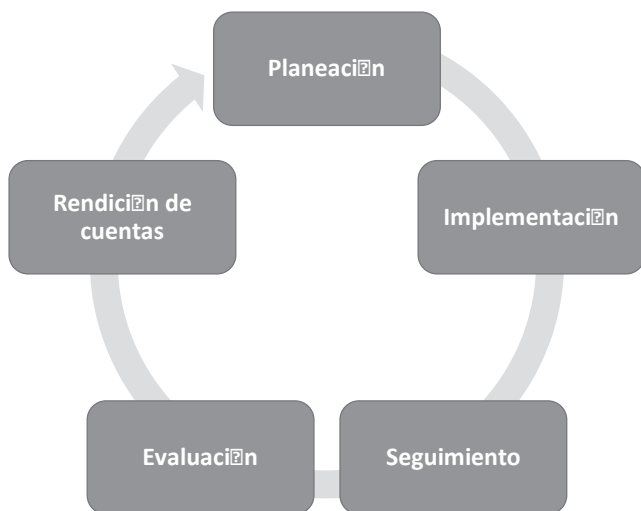 Planeaci⍰n
Implementaci⍰n
Seguimiento
Evaluaci⍰n
Rendici⍰n de
cuentas